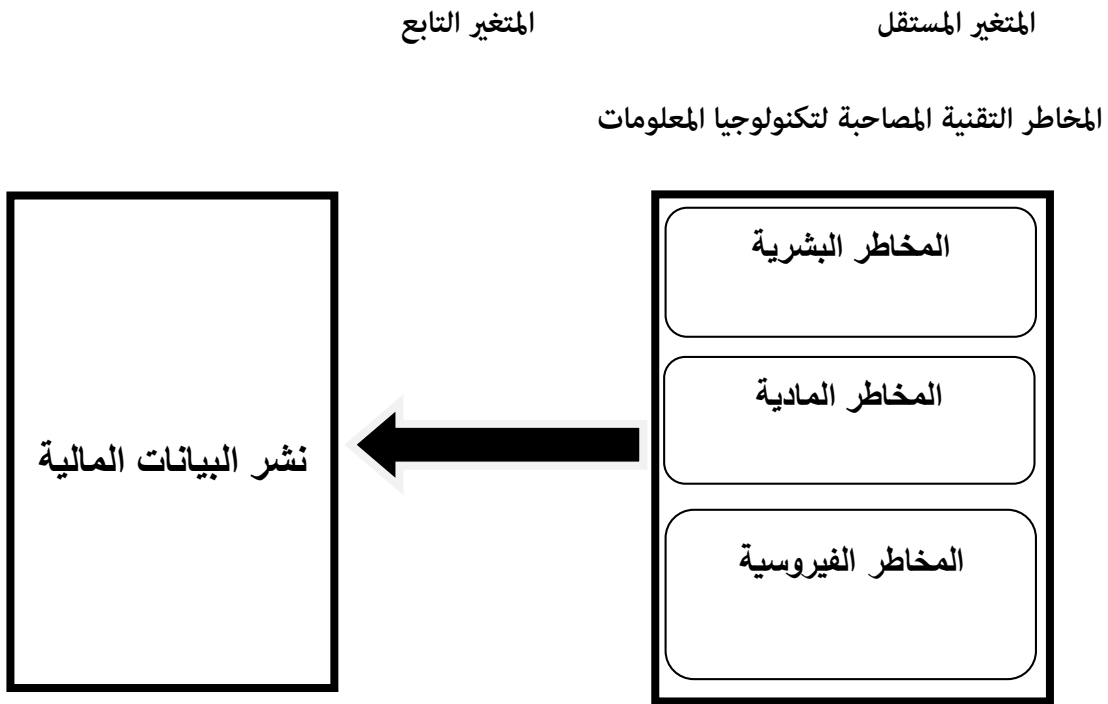 المتغير المستقل
المتغير التابع
المخاطر التقنية المصاحبة لتكنولوجيا المعلومات
المخاطر البشرية
المخاطر المادية
المخاطر الفيروسية
نشر البيانات المالية